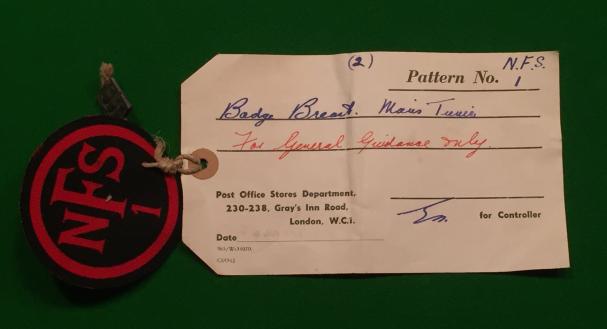 NFS
1
(2)
N.F.S.
Pattern No. 1
Badge Breast. Mans Tunic.
For General Guidance only.
Post Office Stores Department,
230-238, Gray's Inn Road,
London, W.C.1.
for Controller
Date